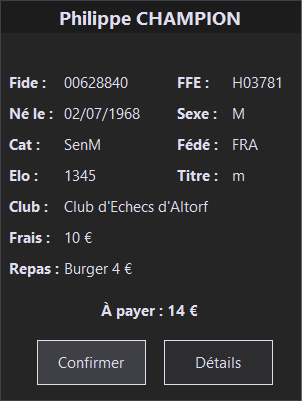 Philippe CHAMPION
Fide : 00628840 FFE : H03781
Né le : 02/07/1968 Sexe : M
Cat : SenM Fédé : FRA
Elo : 1345 Titre : m
Club : Club d'Echecs d'Altorf
Frais : 10 €
Repas : Burger 4 €
À payer : 14 €
Confirmer Détails